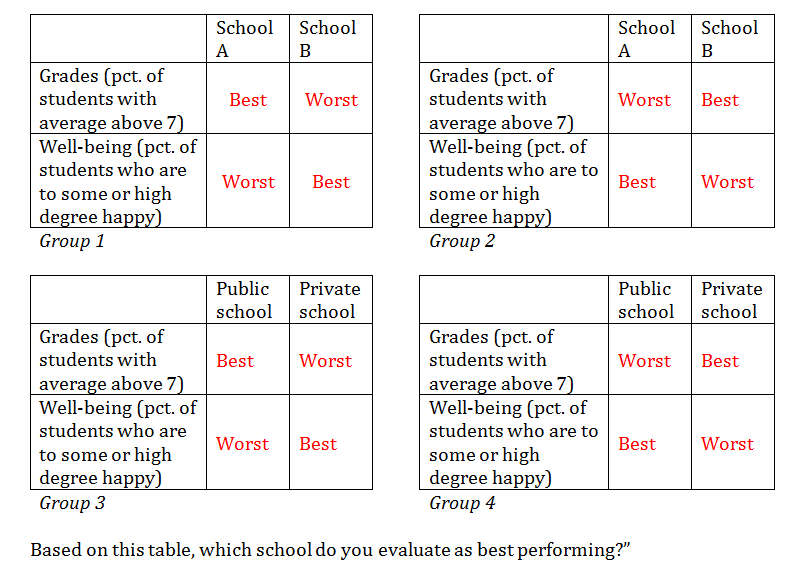 School School
A B
Grades (pct. of
students with
average above 7)
Best Worst
Well-being (pct. of
students who are
to some or high
degree happy)
Worst Best
Group 1
School School
A B
Grades (pct. of
students with
average above 7)
Worst Best
Well-being (pct. of
students who are to
some or high
degree happy)
Best Worst
Group 2
Public Private
school school
Grades (pct. of
students with
average above 7)
Best Worst
Well-being (pct. of
students who are
to some or high
degree happy)
Worst Best
Group 3
Public Private
school school
Grades (pct. of
students with
average above 7)
Worst Best
Well-being (pct. of
students who are to
some or high
degree happy)
Best Worst
Group 4
Based on this table, which school do you evaluate as best performing?”